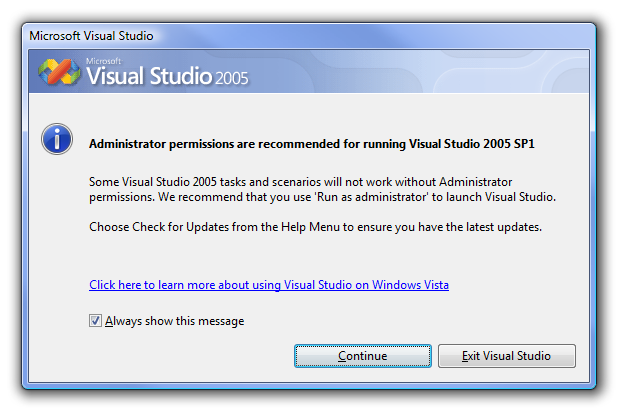 Microsoft Visual Studio
Microsoft
Visual Studio 2005
Administrator permissions are recommended for running Visual Studio 2005 SP1
Some Visual Studio 2005 tasks and scenarios will not work without Administrator
permissions. We recommend that you use 'Run as administrator' to launch Visual Studio.
Choose Check for Updates from the Help Menu to ensure you have the latest updates.
Click here to learn more about using Visual Studio on Windows Vista
Always show this message
Continue
Exit Visual Studio